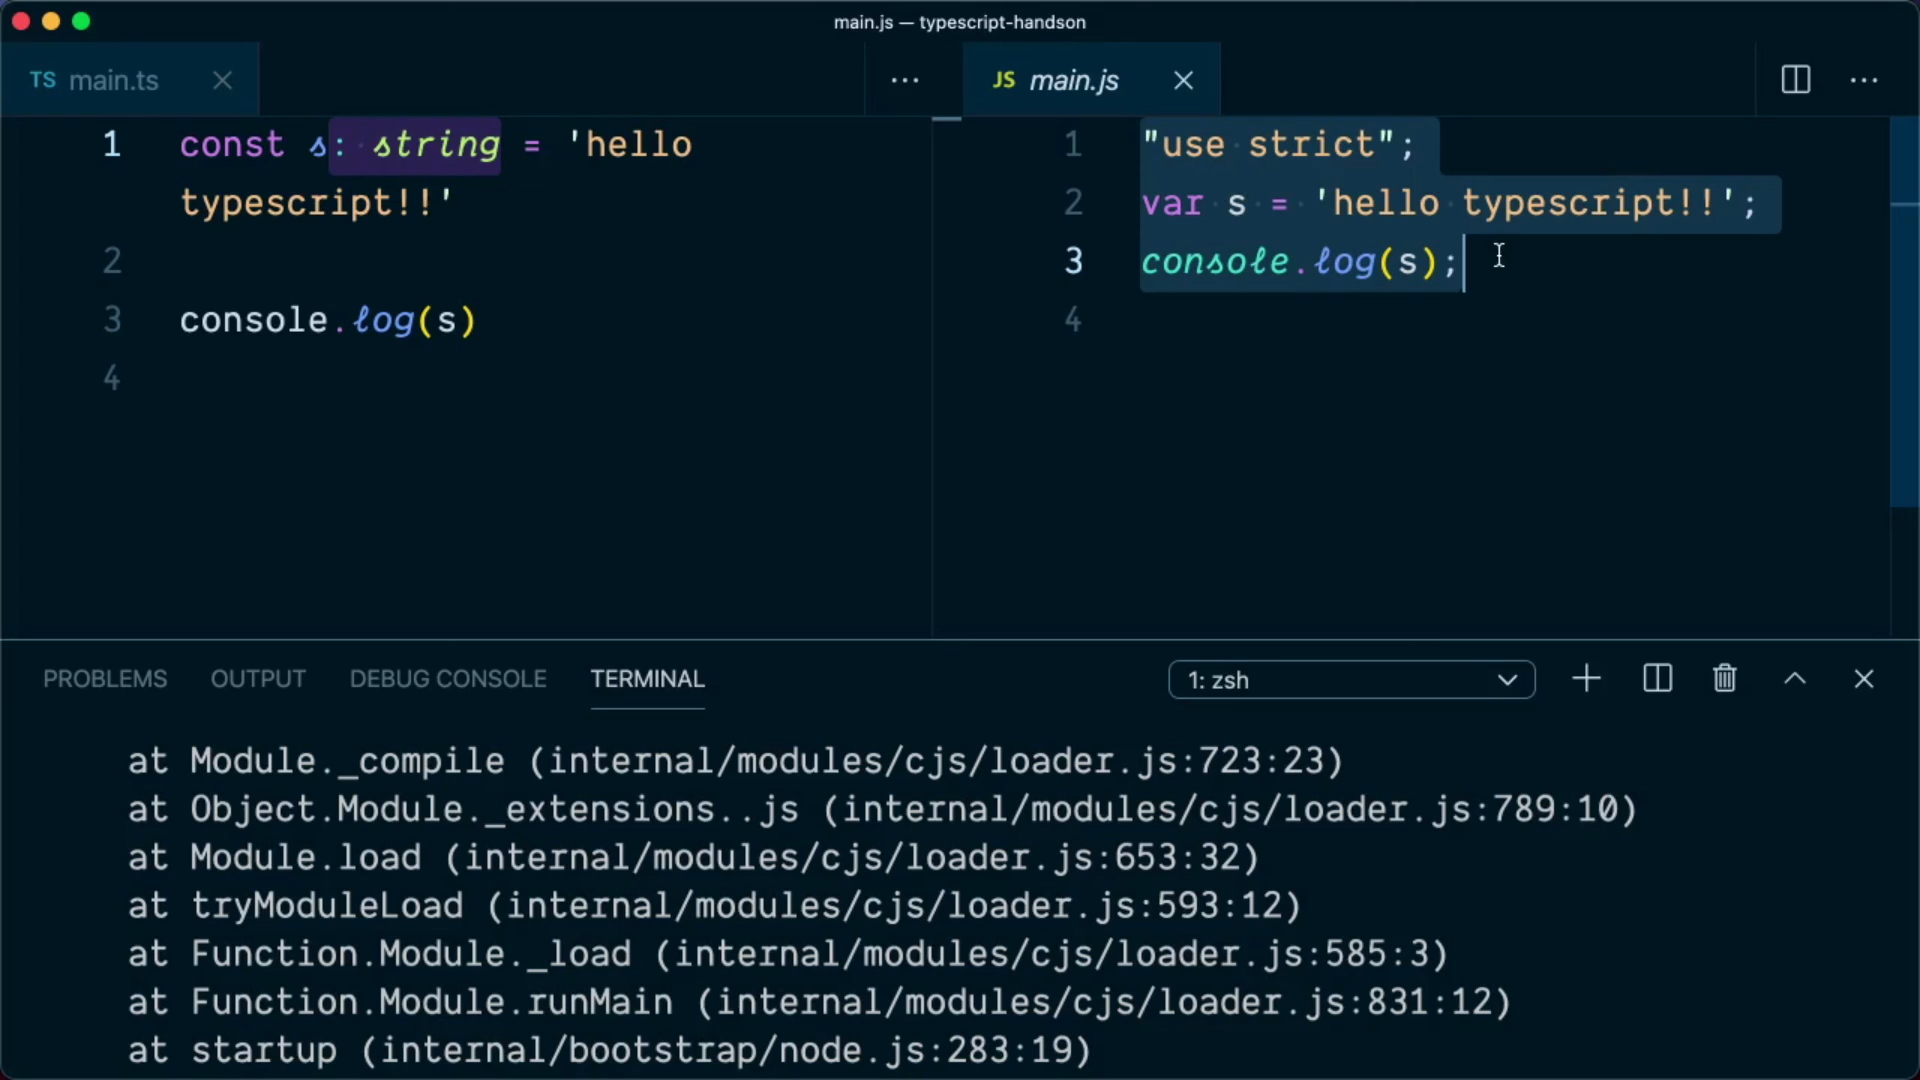 main.js — typescript-handson
TS main.ts
JS main.js
1 const s: string = 'hello
typescript!!'
2
3 console.log(s)
4
1 "use strict";
2 var s = 'hello typescript!!';
3 console.log(s);
4
PROBLEMS OUTPUT DEBUG CONSOLE TERMINAL 1: zsh
at Module._compile (internal/modules/cjs/loader.js:723:23)
at Object.Module._extensions..js (internal/modules/cjs/loader.js:789:10)
at Module.load (internal/modules/cjs/loader.js:653:32)
at tryModuleLoad (internal/modules/cjs/loader.js:593:12)
at Function.Module._load (internal/modules/cjs/loader.js:585:3)
at Function.Module.runMain (internal/modules/cjs/loader.js:831:12)
at startup (internal/bootstrap/node.js:283:19)